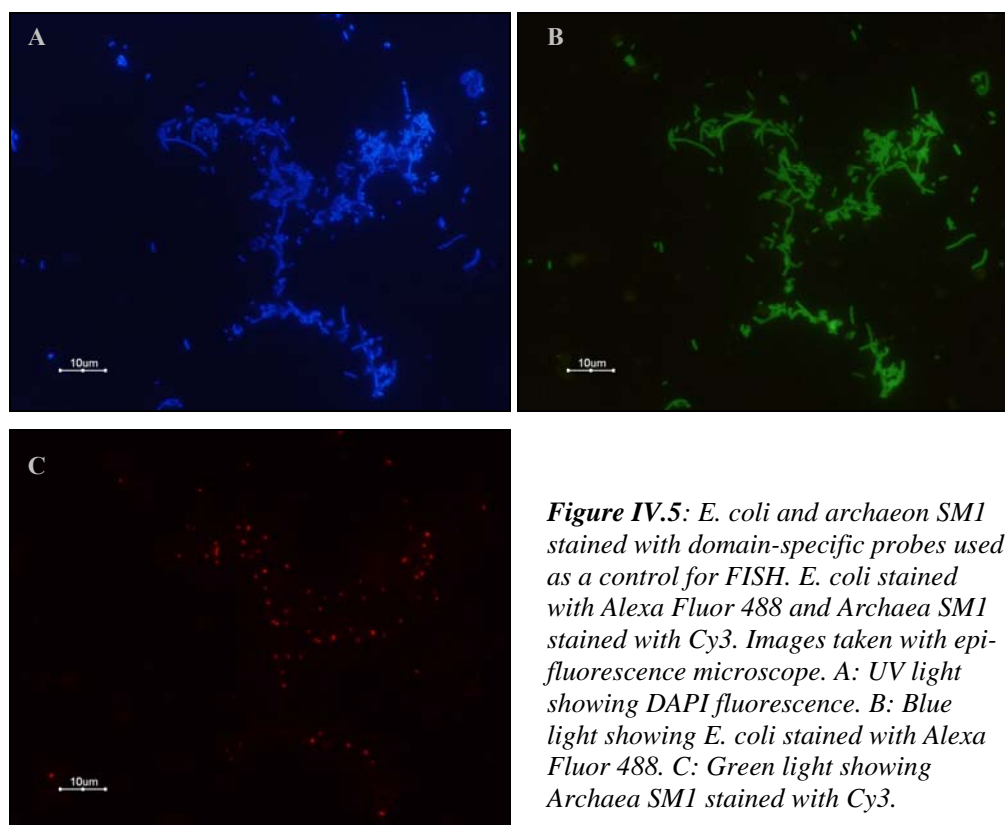 A
B
10um
10um
C
10um
Figure IV.5: E. coli and archaeon SM1
stained with domain-specific probes used
as a control for FISH. E. coli stained
with Alexa Fluor 488 and Archaea SM1
stained with Cy3. Images taken with epi-
fluorescence microscope. A: UV light
showing DAPI fluorescence. B: Blue
light showing E. coli stained with Alexa
Fluor 488. C: Green light showing
Archaea SM1 stained with Cy3.